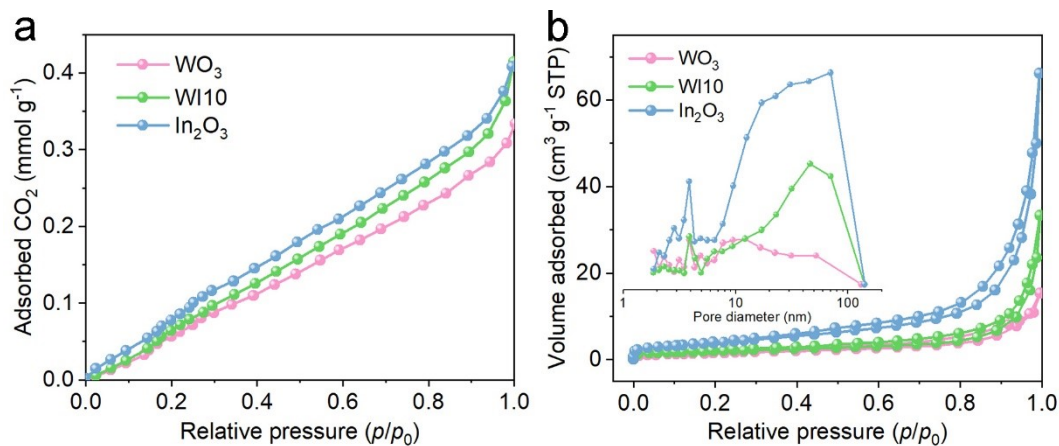 a
Adsorbed CO₂ (mmol g⁻¹)
0.4
0.3
0.2
0.1
0.0
WO₃
WI10
In₂O₃
0.0 0.2 0.4 0.6 0.8 1.0
Relative pressure (p/p₀)
b
Volume adsorbed (cm³ g⁻¹ STP)
60
40
20
0
WO₃
WI10
In₂O₃
1 10 100
Pore diameter (nm)
0.0 0.2 0.4 0.6 0.8 1.0
Relative pressure (p/p₀)